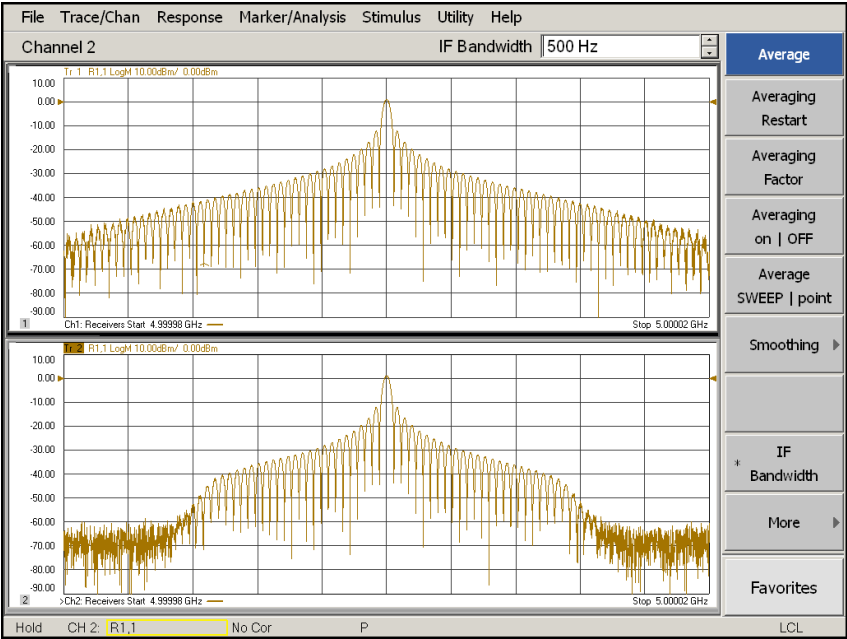 File Trace/Chan Response Marker/Analysis Stimulus Utility Help
Channel 2
IF Bandwidth 500 Hz
Average
Averaging
Restart
Averaging
Factor
Averaging
on | OFF
Average
SWEEP | point
Smoothing
IF
* Bandwidth
More
Favorites
Tr 1 R1,1 LogM 10.00dBm/ 0.00dBm
10.00
0.00
-10.00
-20.00
-30.00
-40.00
-50.00
-60.00
-70.00
-80.00
-90.00
1
Ch1: Receivers Start 4.99998 GHz
Stop 5.00002 GHz
Tr 2 R1,1 LogM 10.00dBm/ 0.00dBm
10.00
0.00
-10.00
-20.00
-30.00
-40.00
-50.00
-60.00
-70.00
-80.00
-90.00
2
>Ch2: Receivers Start 4.99998 GHz
Stop 5.00002 GHz
Hold CH 2: R1,1 No Cor P LCL